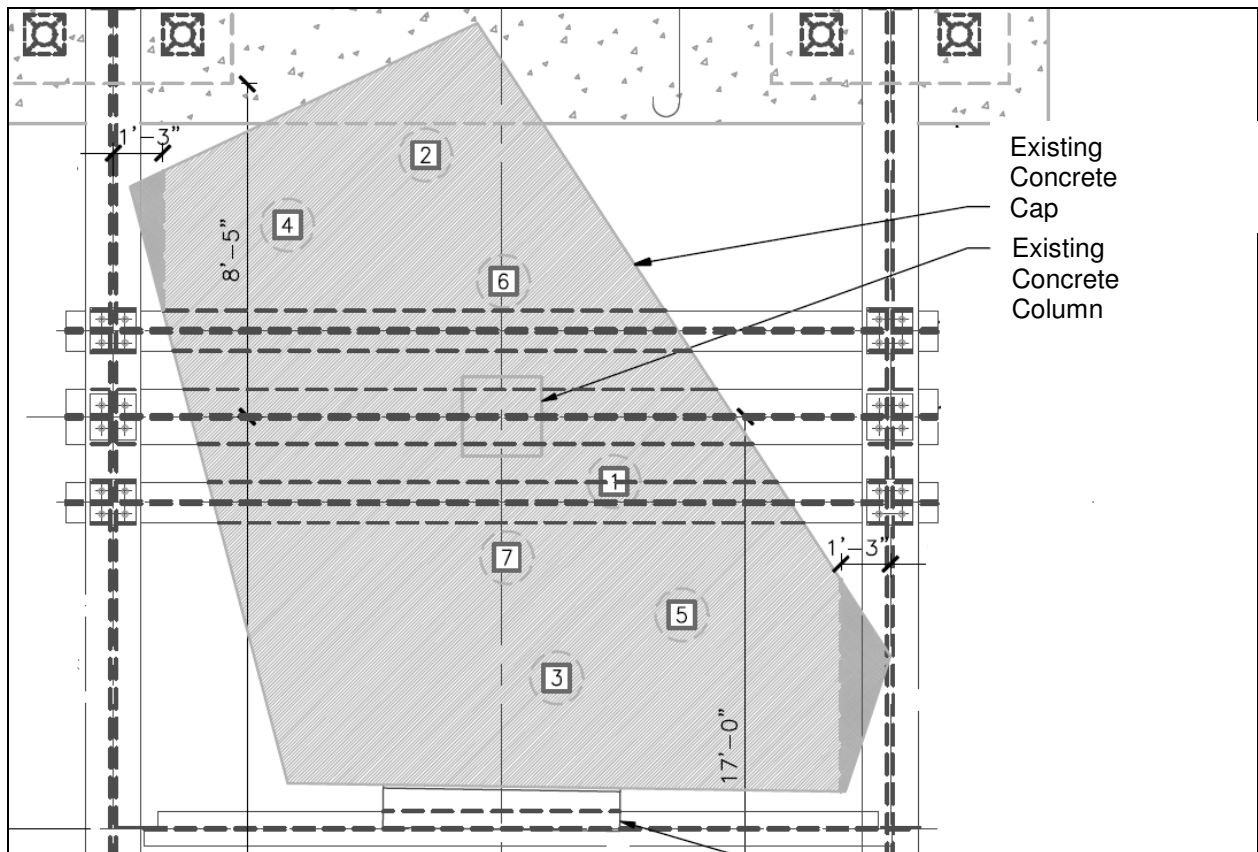 1'-3"
2
Existing
Concrete
Cap
4
8'-5"
Existing
Concrete
Column
6
1
7
1'-3"
5
3
17'-0"